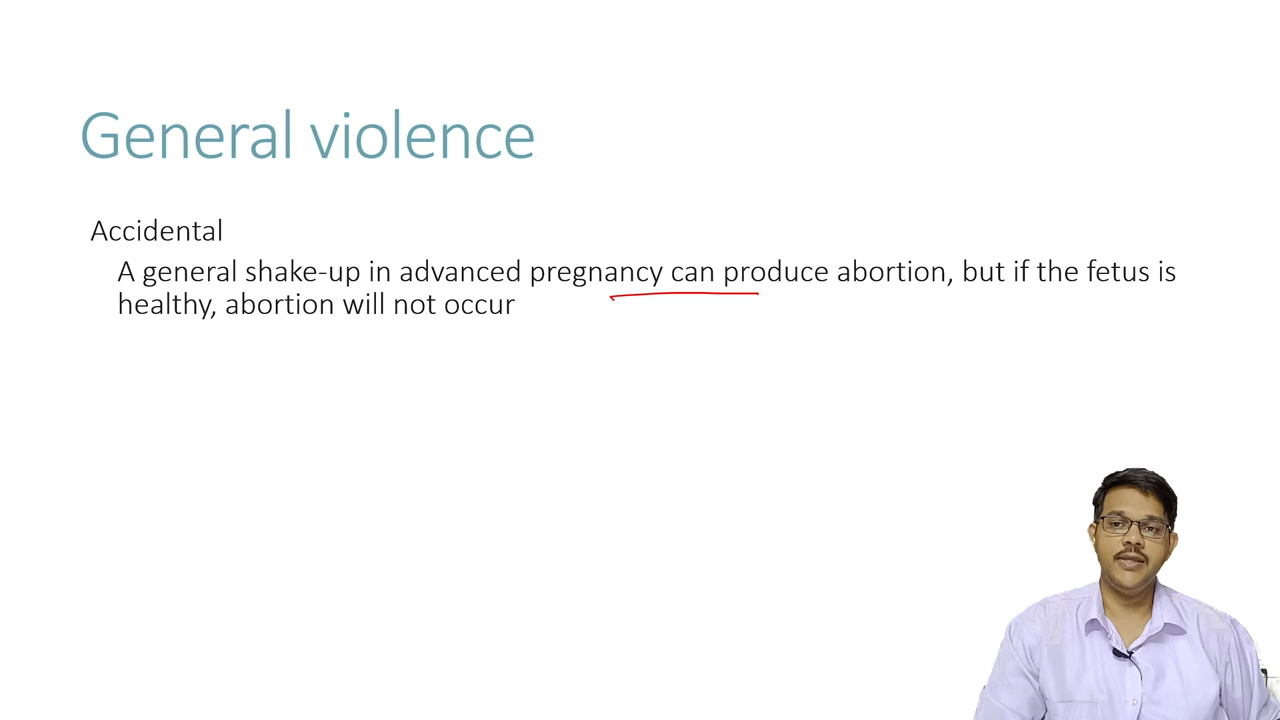 General violence
Accidental
A general shake-up in advanced pregnancy can produce abortion, but if the fetus is
healthy, abortion will not occur